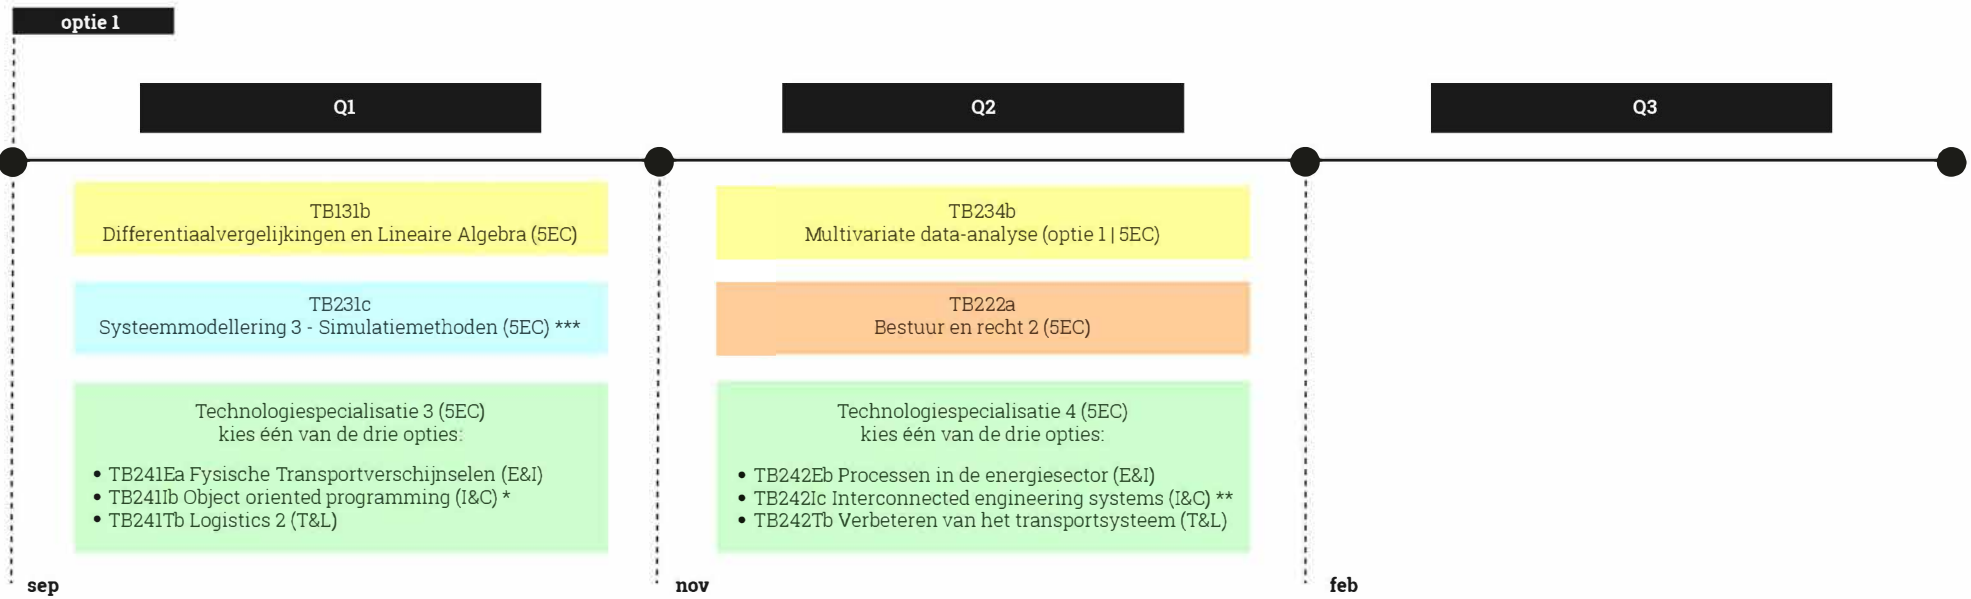 optie 1
Q1
Q2
Q3
TB131b
Differentiaalvergelijkingen en Lineaire Algebra (5EC)
TB234b
Multivariate data-analyse (optie 1 | 5EC)
TB231c
Systeemmodellering 3 - Simulatiemethoden (5EC) ***
TB222a
Bestuur en recht 2 (5EC)
Technologiespecialisatie 3 (5EC)
kies één van de drie opties:
• TB241Ea Fysische Transportverschijnselen (E&I)
• TB241Ib Object oriented programming (I&C) *
• TB241Tb Logistics 2 (T&L)
Technologiespecialisatie 4 (5EC)
kies één van de drie opties:
• TB242Eb Processen in de energiesector (E&I)
• TB242Ic Interconnected engineering systems (I&C) **
• TB242Tb Verbeteren van het transportsysteem (T&L)
sep
nov
feb